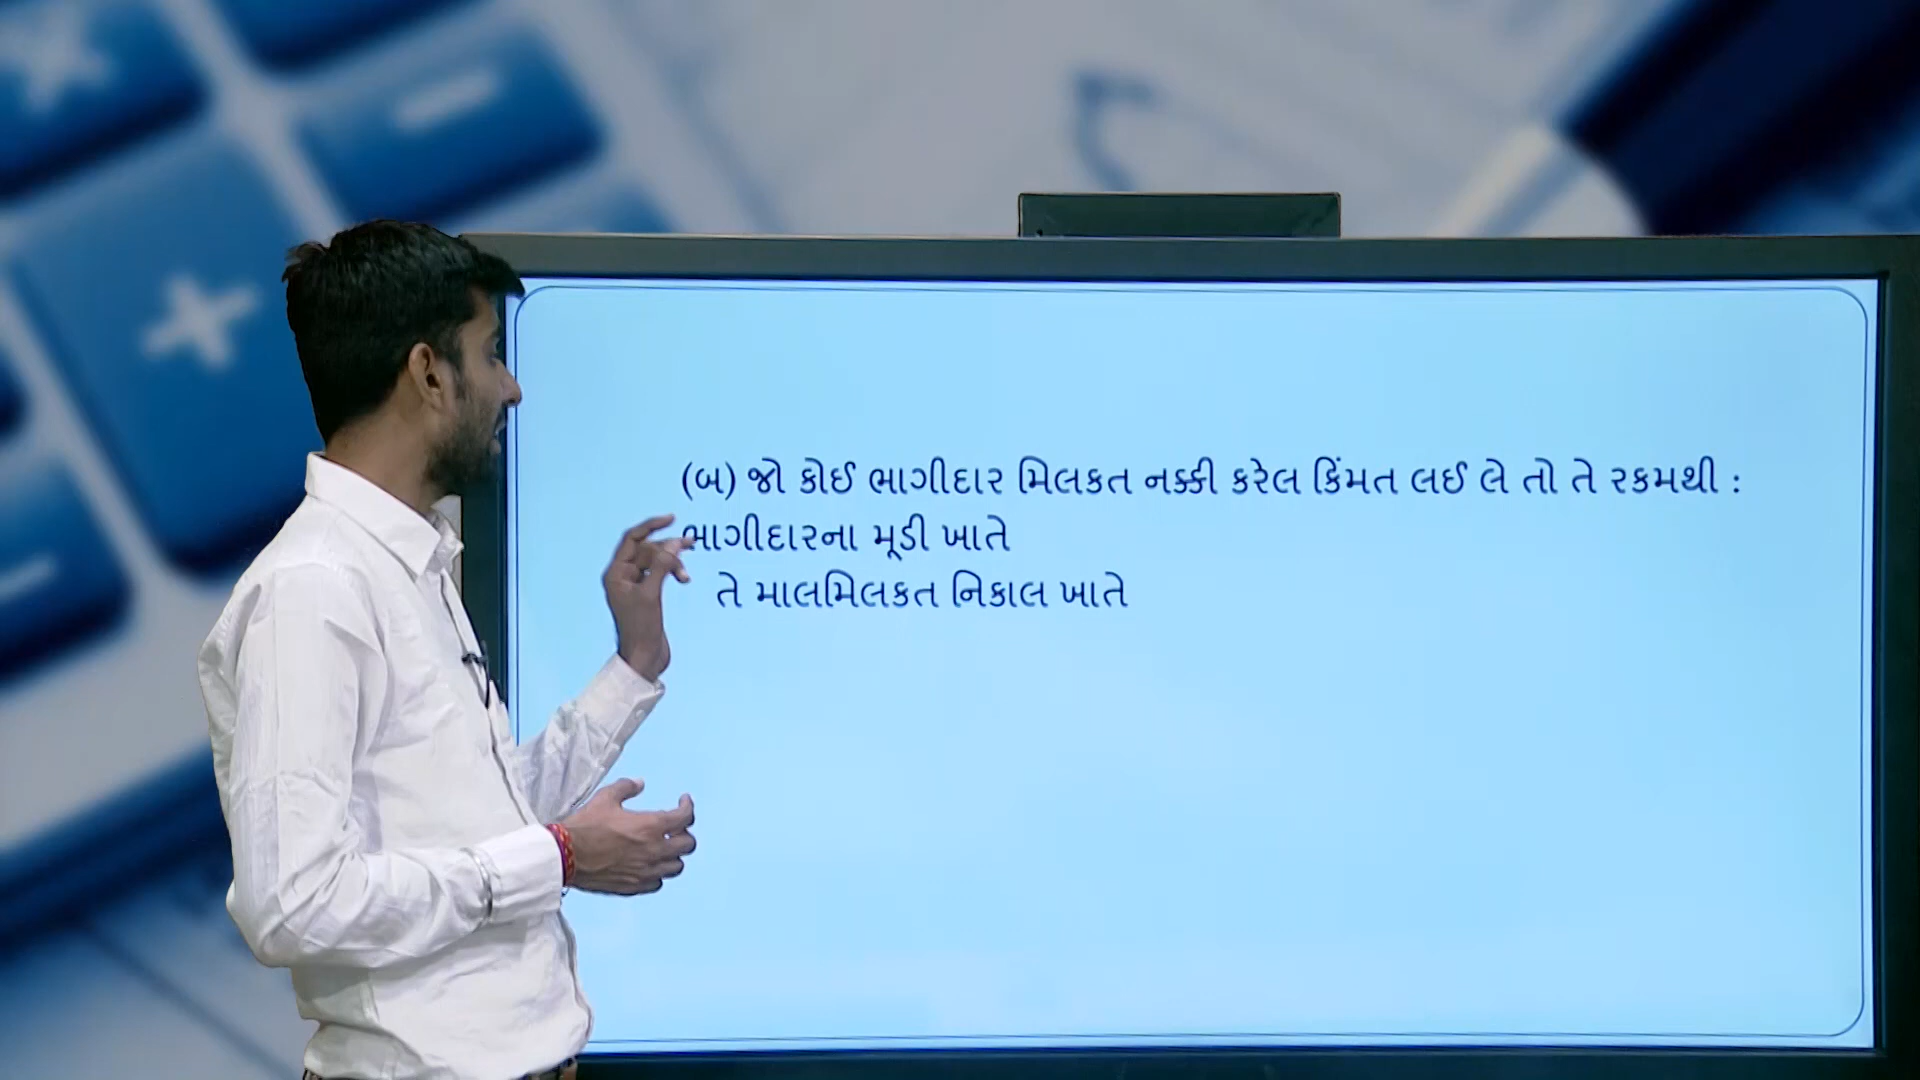 (બ) જો કોઈ ભાગીદાર મિલકત નક્કી કરેલ કિંમત લઈ લે તો તે રકમથી :
ભાગીદારના મૂડી ખાતે
તે માલમિલકત નિકાલ ખાતે